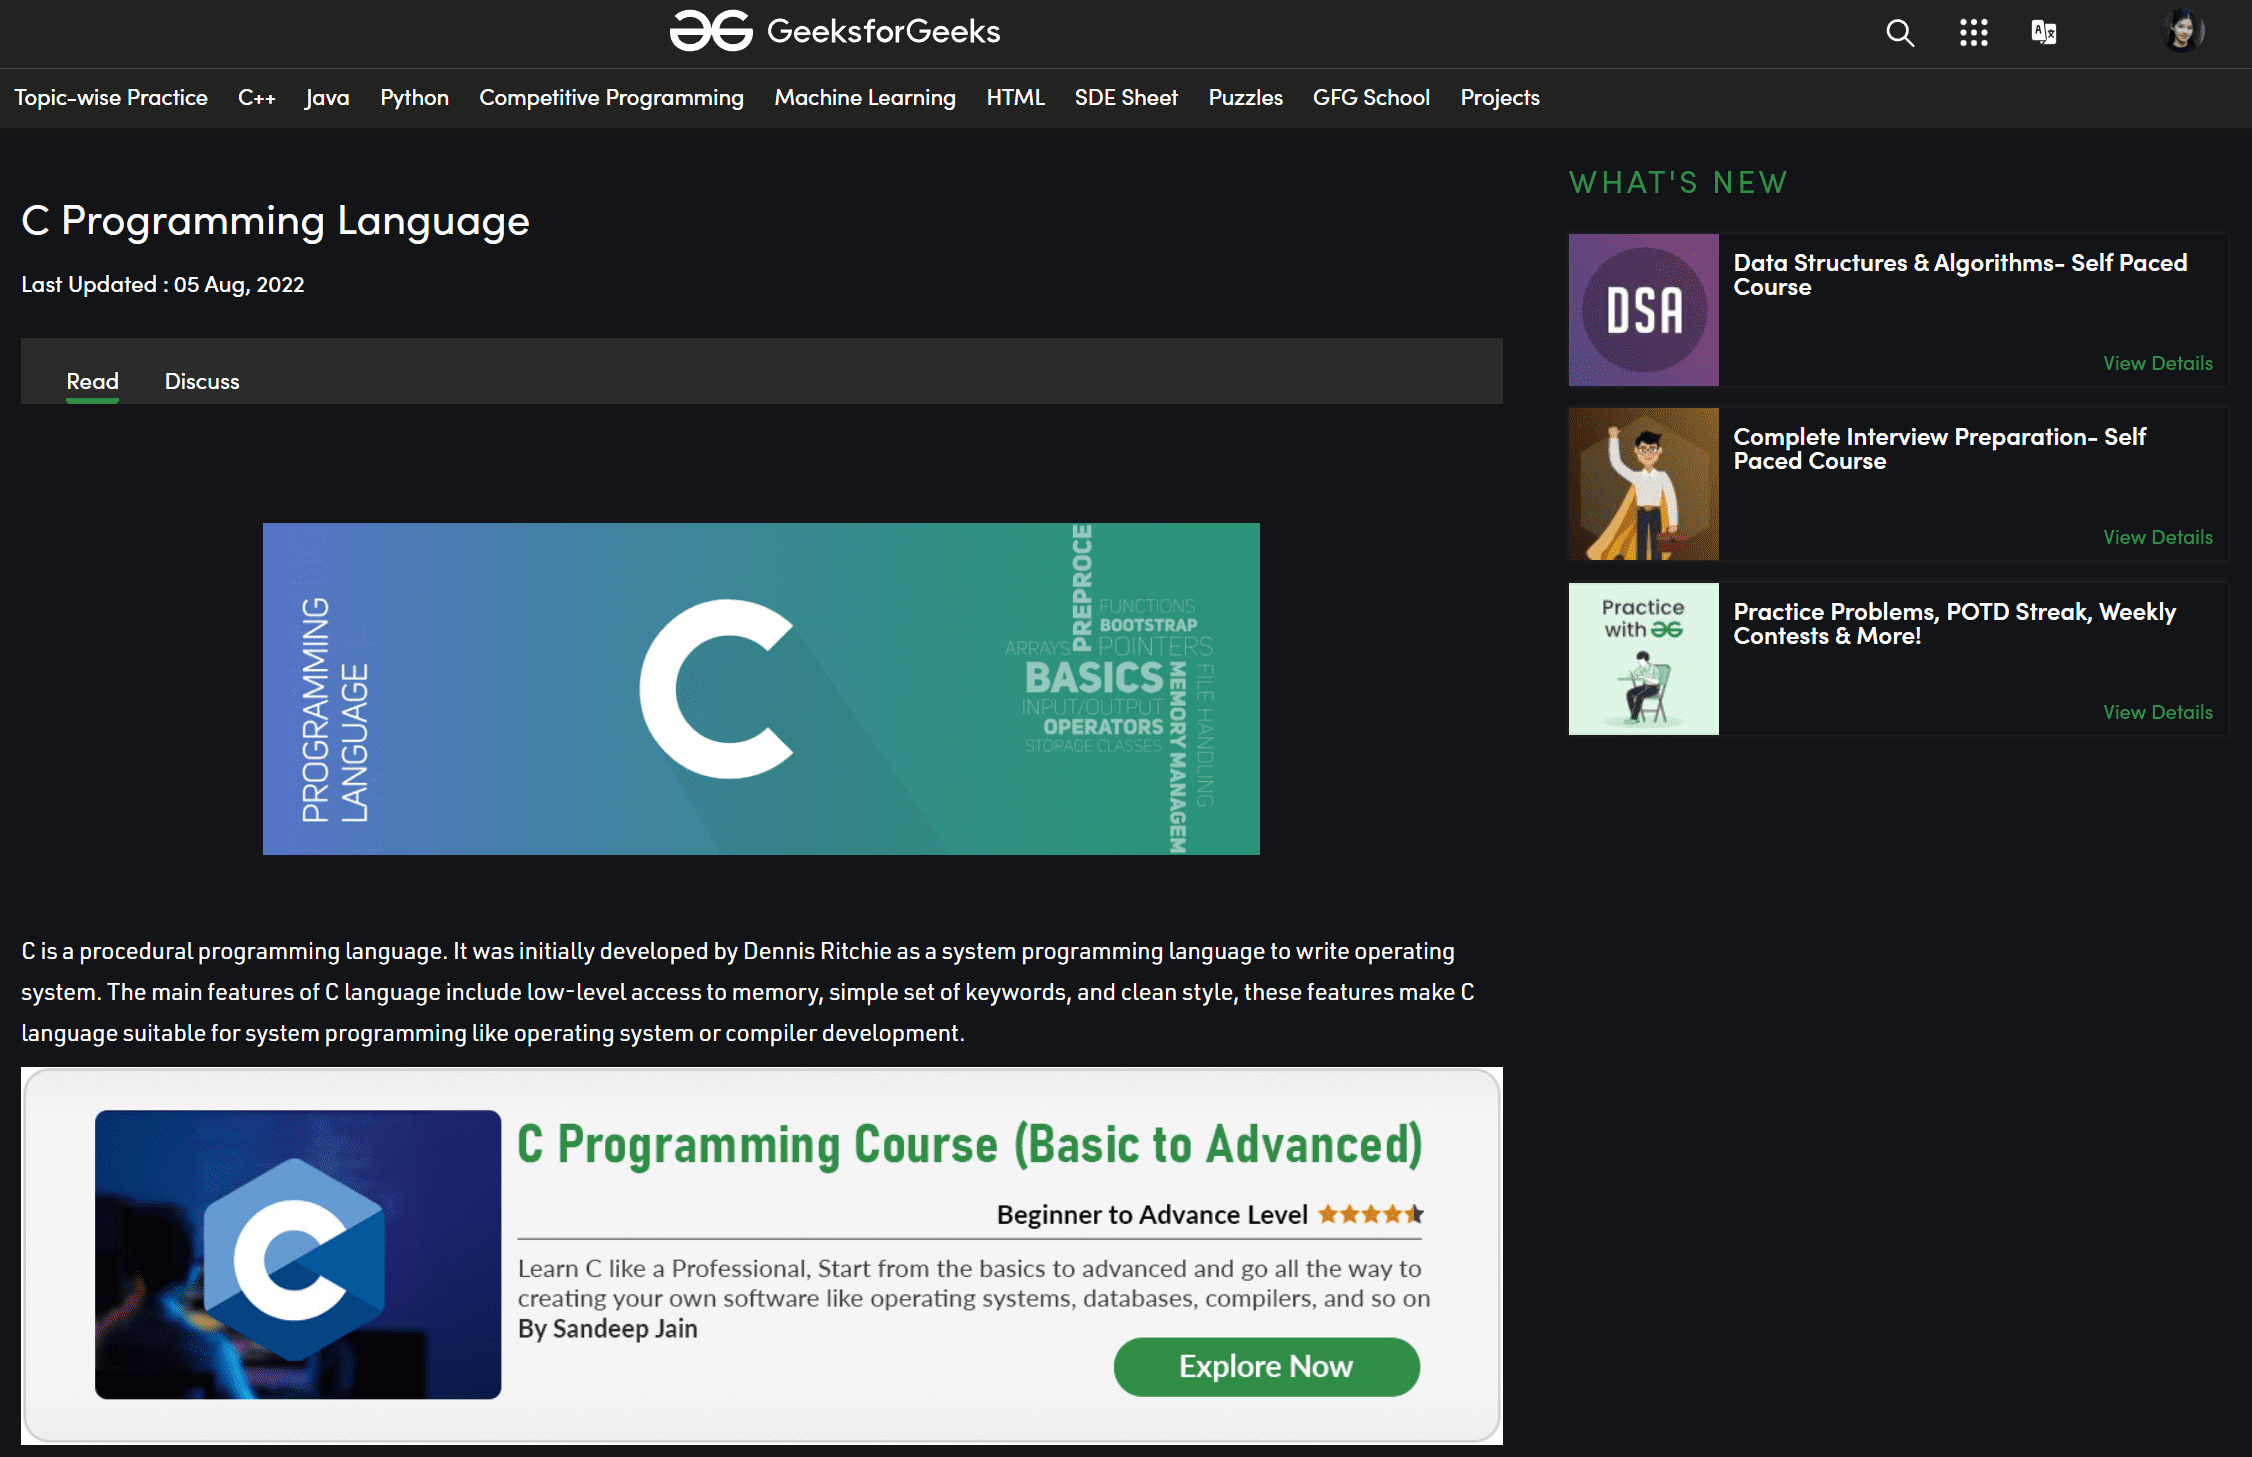 GeeksforGeeks
Topic-wise Practice C++ Java Python Competitive Programming Machine Learning HTML SDE Sheet Puzzles GFG School Projects
C Programming Language
Last Updated : 05 Aug, 2022
Read Discuss
PROGRAMMING
LANGUAGE
C
PREPROCE
FUNCTIONS
BOOTSTRAP
ARRAYS
POINTERS
BASICS
INPUT/OUTPUT
OPERATORS
STORAGE CLASSES
MEMORY MANAGEM
FILE HANDLING
C is a procedural programming language. It was initially developed by Dennis Ritchie as a system programming language to write operating
system. The main features of C language include low-level access to memory, simple set of keywords, and clean style, these features make C
language suitable for system programming like operating system or compiler development.
C
C Programming Course (Basic to Advanced)
Beginner to Advance Level
Learn C like a Professional, Start from the basics to advanced and go all the way to
creating your own software like operating systems, databases, compilers, and so on
By Sandeep Jain
Explore Now
WHAT'S NEW
DSA
Data Structures & Algorithms- Self Paced
Course
View Details
Complete Interview Preparation- Self
Paced Course
View Details
Practice
with
Practice Problems, POTD Streak, Weekly
Contests & More!
View Details